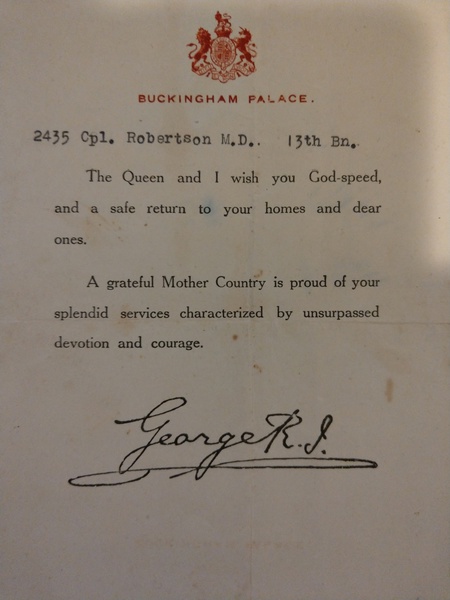 BUCKINGHAM PALACE.
2435 Cpl. Robertson M.D.. 13th Bn.
The Queen and I wish you God-speed,
and a safe return to your homes and dear
ones.
A grateful Mother Country is proud of your
splendid services characterized by unsurpassed
devotion and courage.
George R.I.